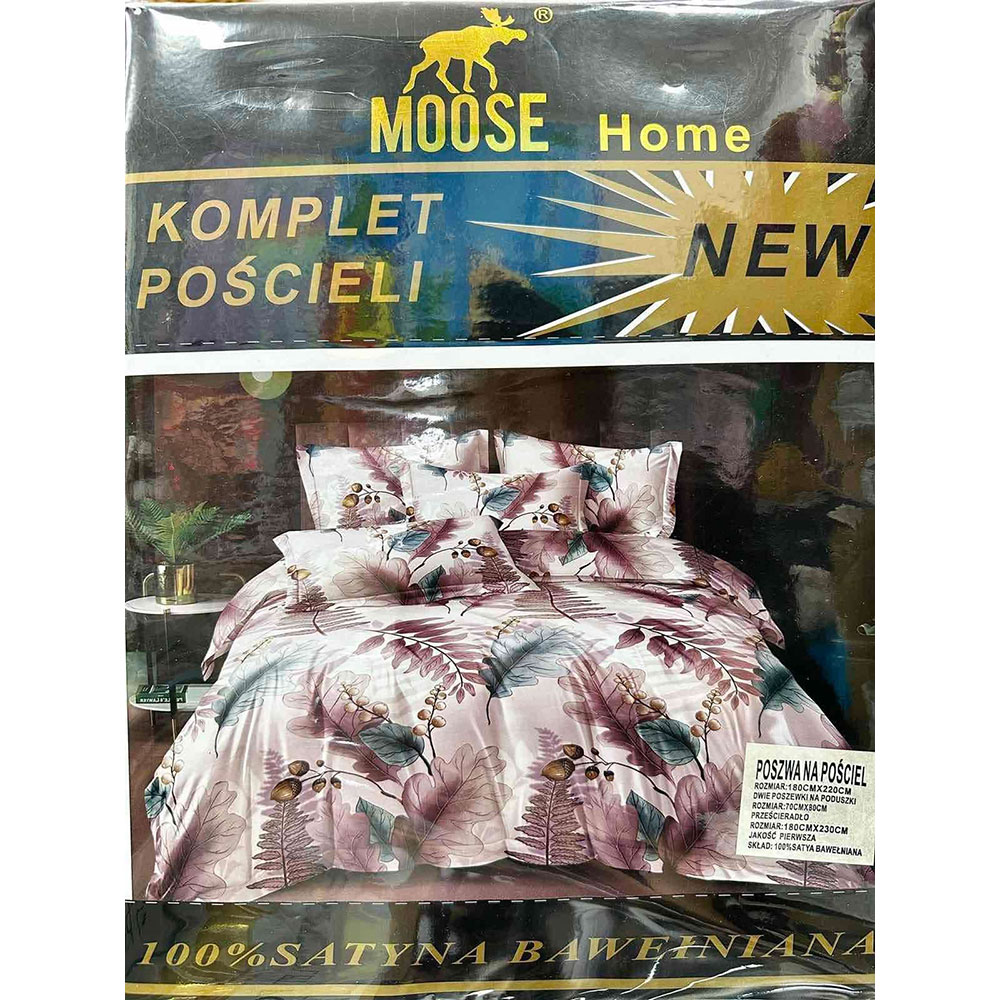 ®
MOOSE Home
KOMPLET
POŚCIELI
NEW
POSZWA NA POŚCIEL
ROZMIAR:180CMX220CM
DWIE POSZEWKI NA PODUSZKI
ROZMIAR:70CMX80CM
PRZEŚCIERADŁO
ROZMIAR:180CMX230CM
JAKOŚĆ PIERWSZA
SKŁAD:100%SATYA BAWEŁNIANA
100%SATYNA BAWEŁNIANA